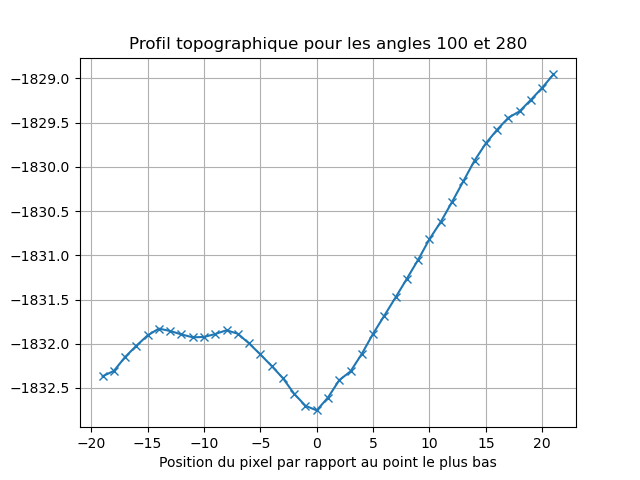 Profil topographique pour les angles 100 et 280
−1829.0
−1829.5
−1830.0
−1830.5
−1831.0
−1831.5
−1832.0
−1832.5
−20 −15 −10 −5 0 5 10 15 20
Position du pixel par rapport au point le plus bas